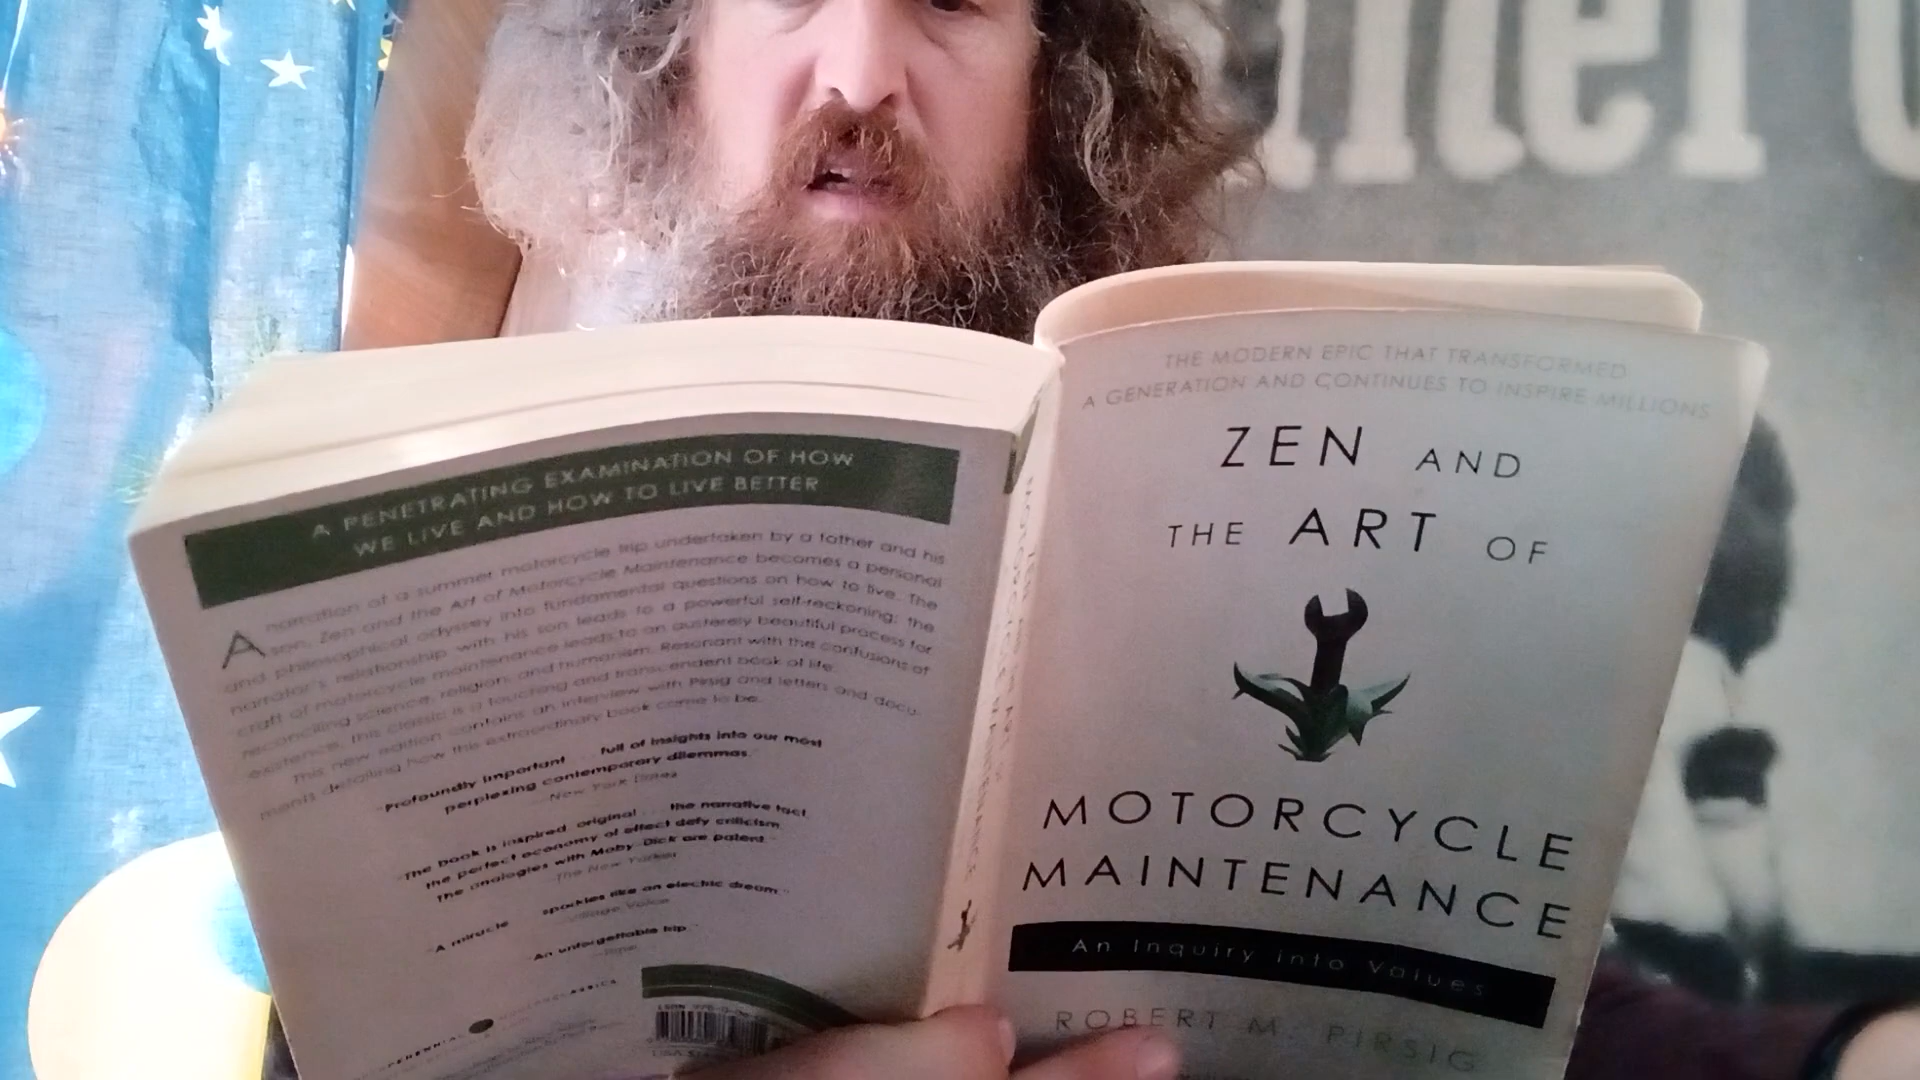 A PENETRATING EXAMINATION OF HOW
WE LIVE AND HOW TO LIVE BETTER
A narration of a summer motorcycle trip undertaken by a father and his
son, Zen and the Art of Motorcycle Maintenance becomes a personal
and philosophical odyssey into fundamental questions on how to live. The
narrator's relationship with his son leads to a powerful self-reckoning; the
craft of motorcycle maintenance leads to an austerely beautiful process for
reconciling science, religion, and humanism. Resonant with the confusions of
existence, this classic is a touching and transcendent book of life.
This new edition contains an interview with Pirsig and letters and docu-
ments detailing how this extraordinary book came to be.
"Profoundly important . . . full of insights into our most
perplexing contemporary dilemmas."
—New York Times
"The book is inspired, original . . . the narrative tact,
the perfect economy of effect defy criticism.
The analogies with Moby-Dick are patent."
—The New Yorker
"A miracle . . . sparkles like an electric dream."
—Village Voice
"An unforgettable trip."
—Time
PERENNIAL CLASSICS
THE MODERN EPIC THAT TRANSFORMED
A GENERATION AND CONTINUES TO INSPIRE MILLIONS
ZEN AND
THE ART OF
MOTORCYCLE
MAINTENANCE
An Inquiry into Values
ROBERT M. PIRSIG